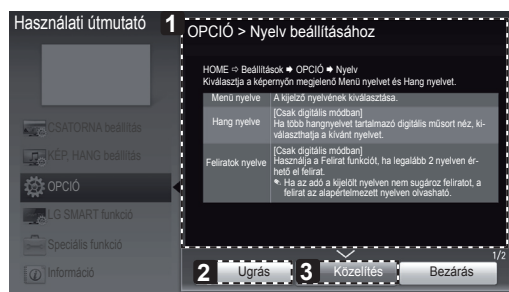 Használati útmutató
1
OPCIÓ > Nyelv beállításához
HOME ⇨ Beállítások ➡ OPCIÓ ➡ Nyelv
Kiválasztja a képernyőn megjelenő Menü nyelvet és Hang nyelvet.
Menü nyelve A kijelző nyelvének kiválasztása.
Hang nyelve
[Csak digitális módban]
Ha több hangnyelvet tartalmazó digitális műsort néz, ki-
választhatja a kívánt nyelvet.
Feliratok nyelve
[Csak digitális módban]
Használja a Felirat funkciót, ha legalább 2 nyelven ér-
hető el felirat.
Ha az adó a kijelölt nyelven nem sugároz feliratot, a
felirat az alapértelmezett nyelven olvasható.
CSATORNA beállítás
KÉP, HANG beállítás
OPCIÓ
LG SMART funkció
Speciális funkció
Információ
1/2
2 Ugrás
3 Közelítés
Bezárás